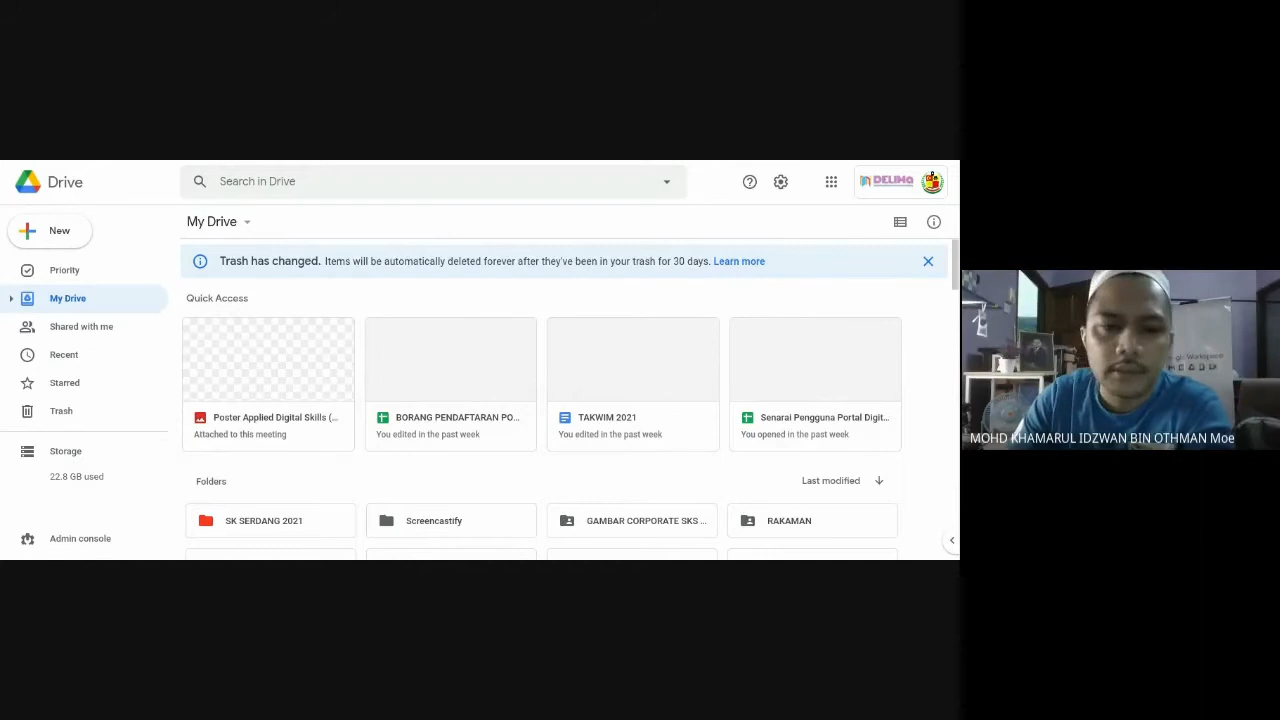 Drive
Search in Drive
DELIMa
New
My Drive
Trash has changed. Items will be automatically deleted forever after they've been in your trash for 30 days. Learn more
Priority
My Drive
Shared with me
Recent
Starred
Trash
Storage
22.8 GB used
Admin console
Quick Access
Poster Applied Digital Skills (...
Attached to this meeting
BORANG PENDAFTARAN PO...
You edited in the past week
TAKWIM 2021
You edited in the past week
Senarai Pengguna Portal Digit...
You opened in the past week
Folders
Last modified
SK SERDANG 2021
Screencastify
GAMBAR CORPORATE SKS ...
RAKAMAN
Workspace
MOHD KHAMARUL IDZWAN BIN OTHMAN Moe